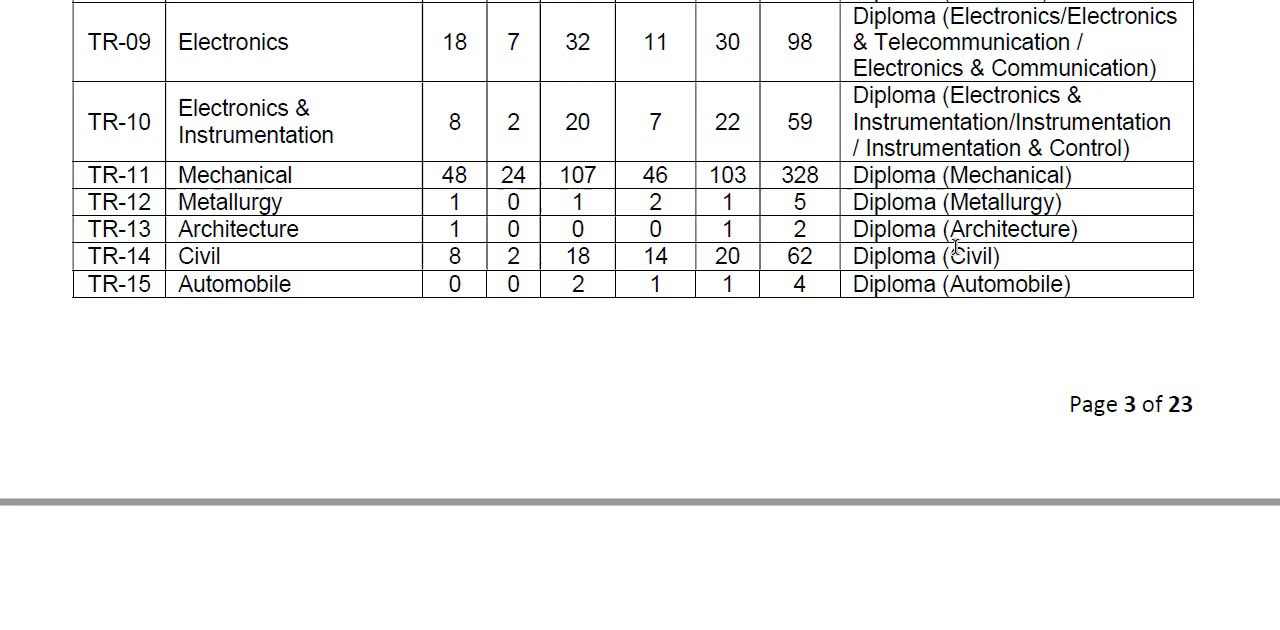 Diploma (Electronics/Electronics
TR-09 Electronics 18 7 32 11 30 98 & Telecommunication /
Electronics & Communication)
Diploma (Electronics &
TR-10 Electronics & Instrumentation 8 2 20 7 22 59 Instrumentation/Instrumentation
/ Instrumentation & Control)
TR-11 Mechanical 48 24 107 46 103 328 Diploma (Mechanical)
TR-12 Metallurgy 1 0 1 2 1 5 Diploma (Metallurgy)
TR-13 Architecture 1 0 0 0 1 2 Diploma (Architecture)
TR-14 Civil 8 2 18 14 20 62 Diploma (Civil)
TR-15 Automobile 0 0 2 1 1 4 Diploma (Automobile)
Page 3 of 23